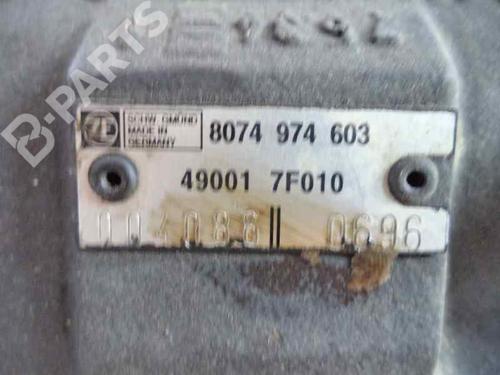 B-PARTS
ZF
SCHW. GMÜND
MADE IN
GERMANY
8074 974 603
49001 7F010
0696